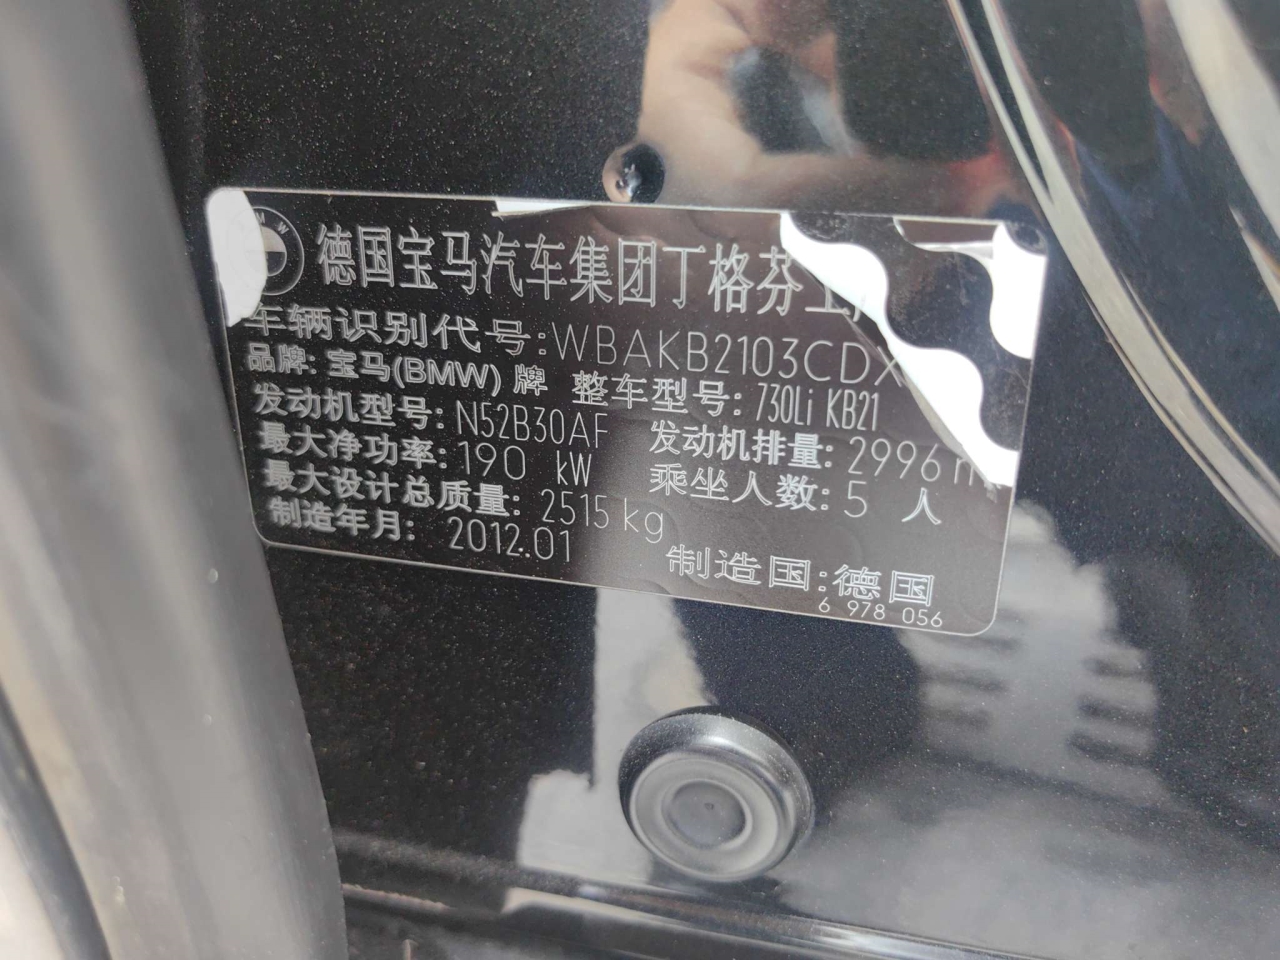 德国宝马汽车集团丁格芬工厂
车辆识别代号:WBAKB2103CDX
品牌: 宝马(BMW) 牌 整车型号: 730Li KB21
发动机型号: N52B30AF 发动机排量: 2996 m
最大净功率: 190 kW 乘坐人数: 5 人
最大设计总质量: 2515 kg
制造年月: 2012.01
制造国:德国
6 978 056